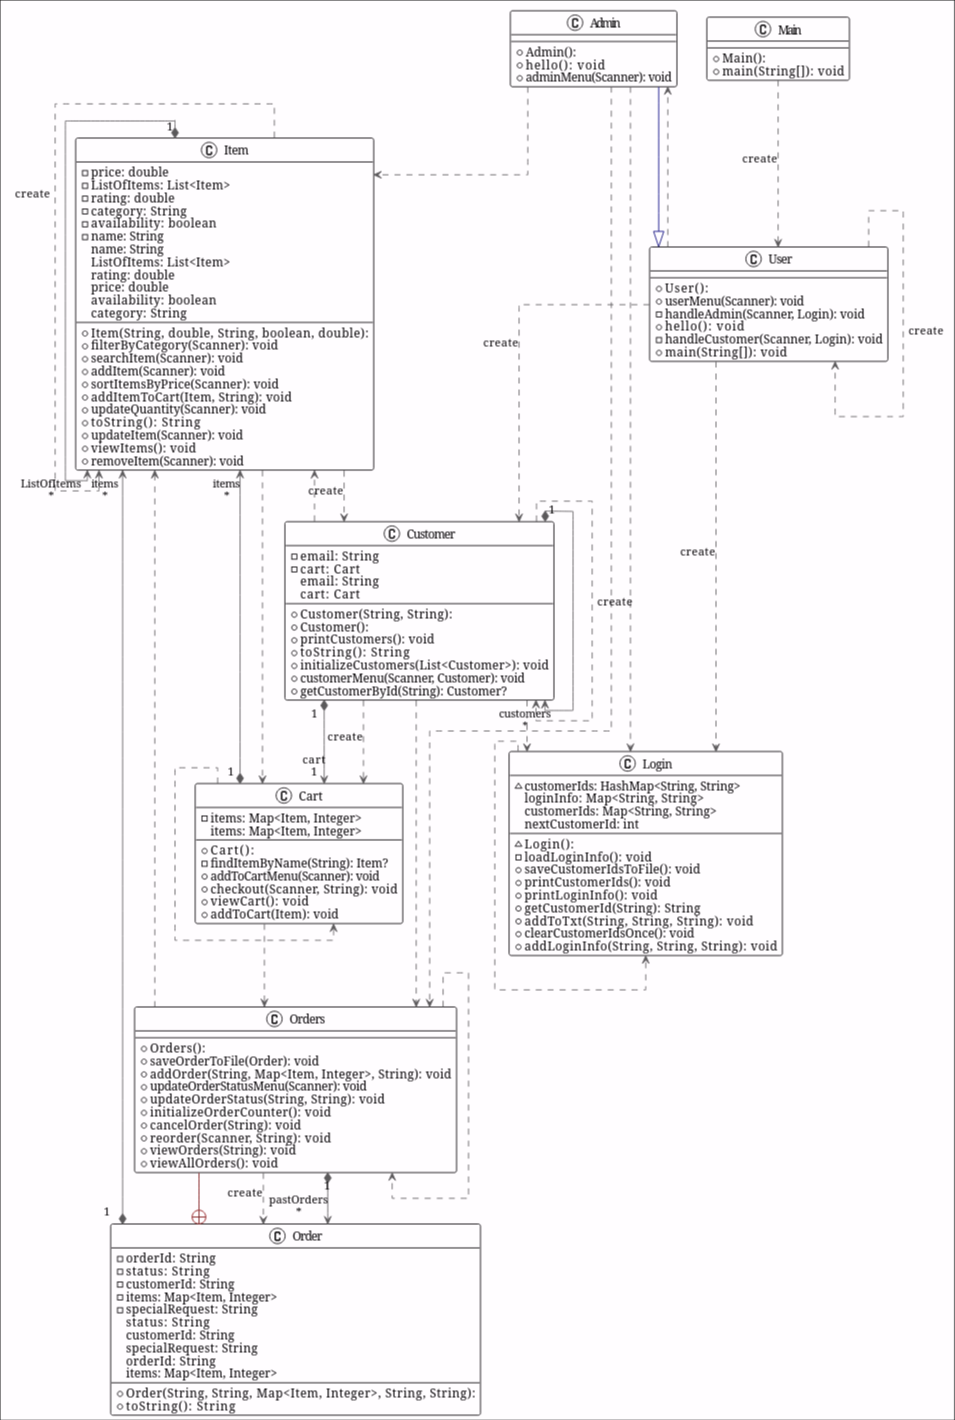 Admin
Admin():
hello(): void
adminMenu(Scanner): void
Main
Main():
main(String[]): void
create
1
Item
price: double
ListOfItems: List<Item>
rating: double
category: String
availability: boolean
name: String
name: String
ListOfItems: List<Item>
rating: double
price: double
availability: boolean
category: String
Item(String, double, String, boolean, double):
filterByCategory(Scanner): void
searchItem(Scanner): void
addItem(Scanner): void
sortItemsByPrice(Scanner): void
addItemToCart(Item, String): void
updateQuantity(Scanner): void
toString(): String
updateItem(Scanner): void
viewItems(): void
removeItem(Scanner): void
create
User
User():
userMenu(Scanner): void
handleAdmin(Scanner, Login): void
hello(): void
handleCustomer(Scanner, Login): void
main(String[]): void
create
create
ListOfItems
*
items
*
items
*
create
Customer
1
email: String
cart: Cart
email: String
cart: Cart
Customer(String, String):
Customer():
printCustomers(): void
toString(): String
initializeCustomers(List<Customer>): void
customerMenu(Scanner, Customer): void
getCustomerById(String): Customer?
create
create
customers
*
1
create
cart
1
1
Cart
items: Map<Item, Integer>
items: Map<Item, Integer>
Cart():
findItemByName(String): Item?
addToCartMenu(Scanner): void
checkout(Scanner, String): void
viewCart(): void
addToCart(Item): void
Login
customerIds: HashMap<String, String>
loginInfo: Map<String, String>
customerIds: Map<String, String>
nextCustomerId: int
Login():
loadLoginInfo(): void
saveCustomerIdsToFile(): void
printCustomerIds(): void
printLoginInfo(): void
getCustomerId(String): String
addToTxt(String, String, String): void
clearCustomerIdsOnce(): void
addLoginInfo(String, String, String): void
Orders
Orders():
saveOrderToFile(Order): void
addOrder(String, Map<Item, Integer>, String): void
updateOrderStatusMenu(Scanner): void
updateOrderStatus(String, String): void
initializeOrderCounter(): void
cancelOrder(String): void
reorder(Scanner, String): void
viewOrders(String): void
viewAllOrders(): void
1
create
pastOrders
*
1
Order
orderId: String
status: String
customerId: String
items: Map<Item, Integer>
specialRequest: String
status: String
customerId: String
specialRequest: String
orderId: String
items: Map<Item, Integer>
Order(String, String, Map<Item, Integer>, String, String):
toString(): String